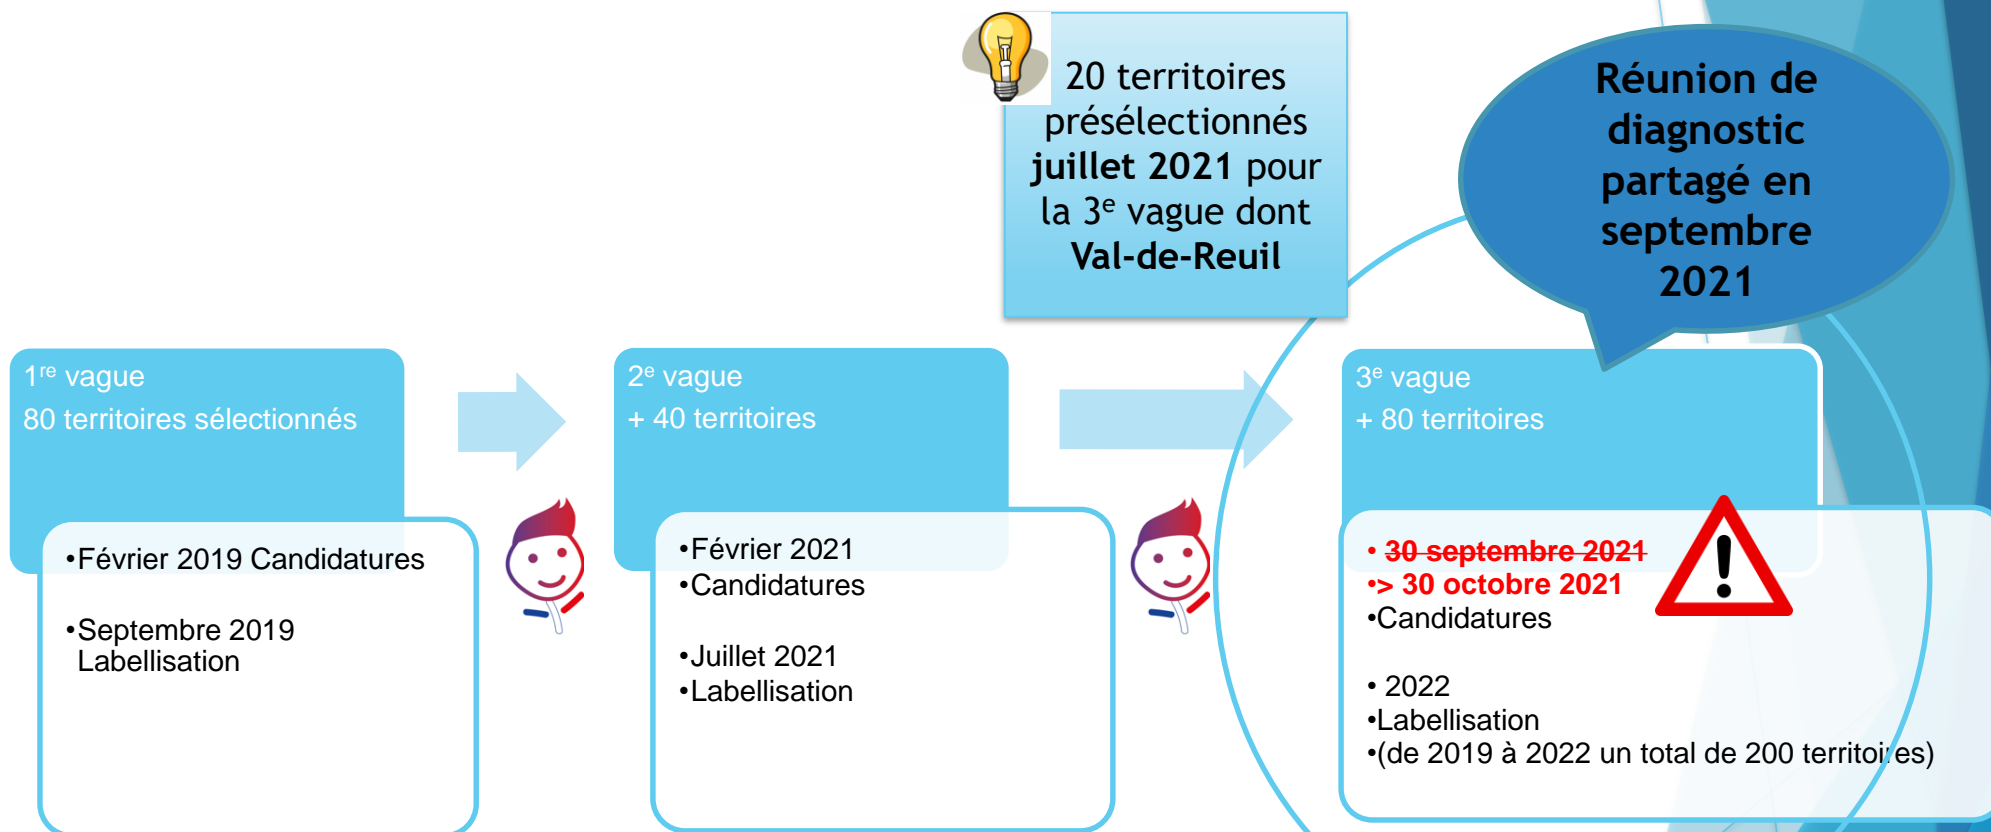 20 territoires
présélectionnés
juillet 2021 pour
la 3e vague dont
Val-de-Reuil
Réunion de
diagnostic
partagé en
septembre
2021
1re vague
80 territoires sélectionnés
•Février 2019 Candidatures
•Septembre 2019
Labellisation
2e vague
+ 40 territoires
•Février 2021
•Candidatures
•Juillet 2021
•Labellisation
3e vague
+ 80 territoires
• 30 septembre 2021
•> 30 octobre 2021
•Candidatures
• 2022
•Labellisation
•(de 2019 à 2022 un total de 200 territoires)